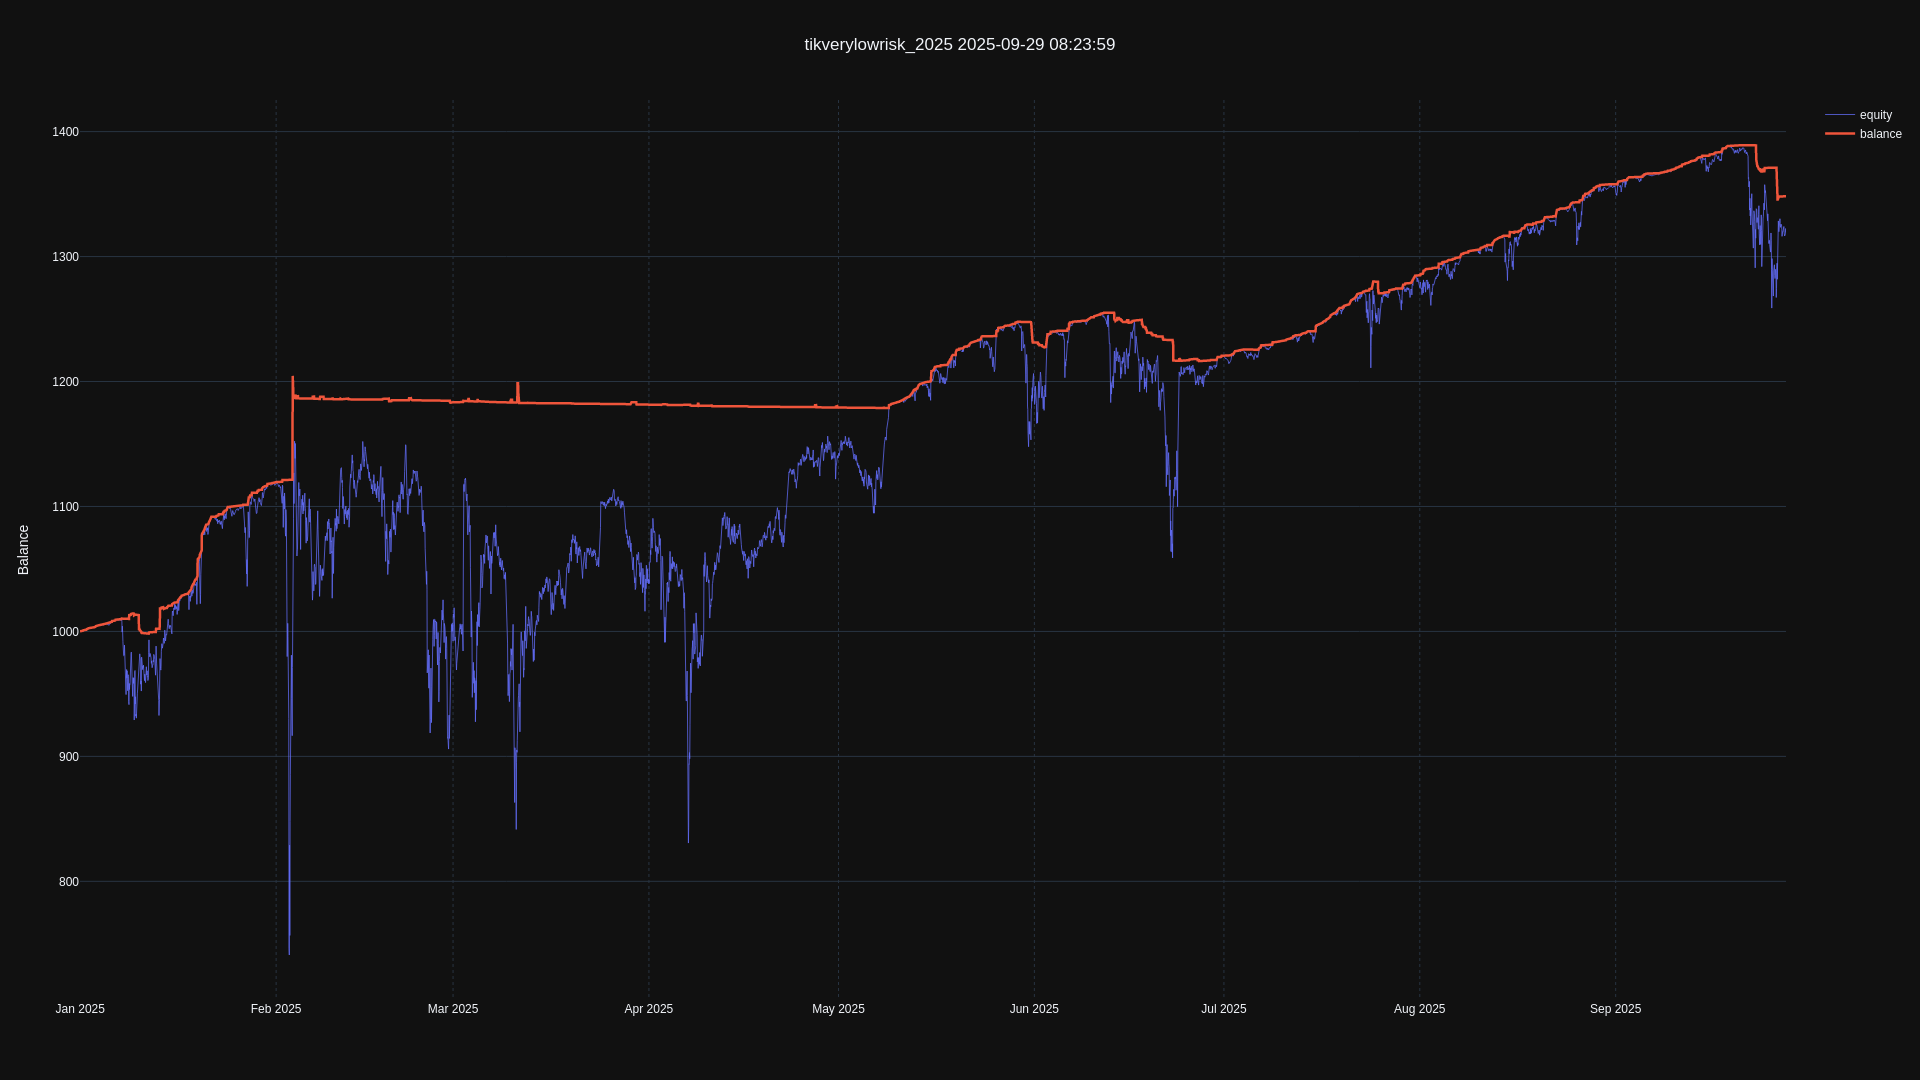 tikverylowrisk_2025 2025-09-29 08:23:59
equity
balance
Balance
1400
1300
1200
1100
1000
900
800
Jan 2025
Feb 2025
Mar 2025
Apr 2025
May 2025
Jun 2025
Jul 2025
Aug 2025
Sep 2025